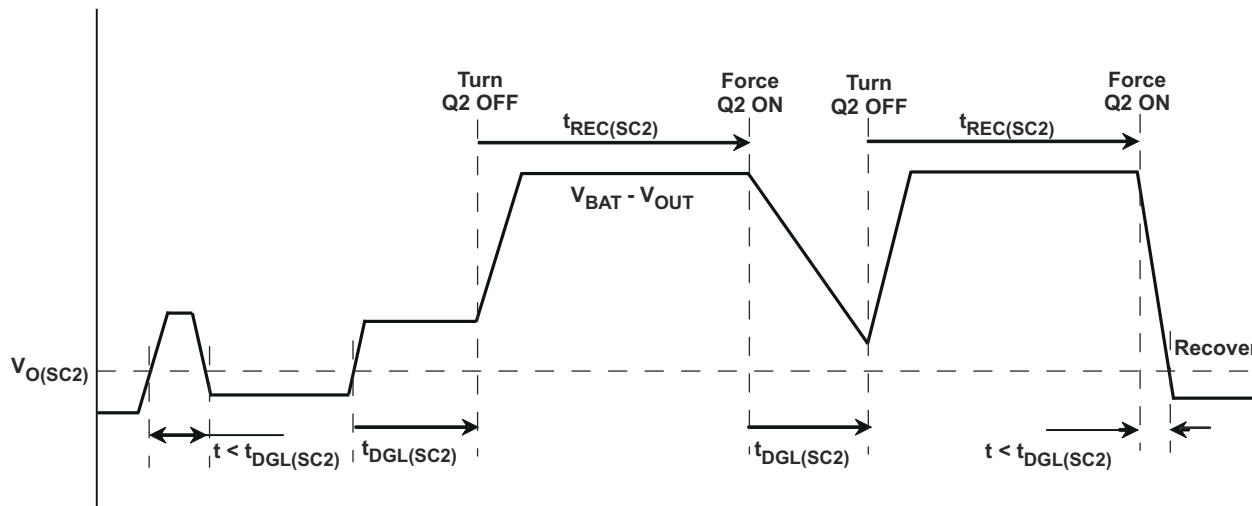 Turn
Q2 OFF
Force
Q2 ON
Turn
Q2 OFF
Force
Q2 ON
tREC(SC2)
tREC(SC2)
VBAT - VOUT
VO(SC2)
Recover
t < tDGL(SC2)
tDGL(SC2)
tDGL(SC2)
t < tDGL(SC2)